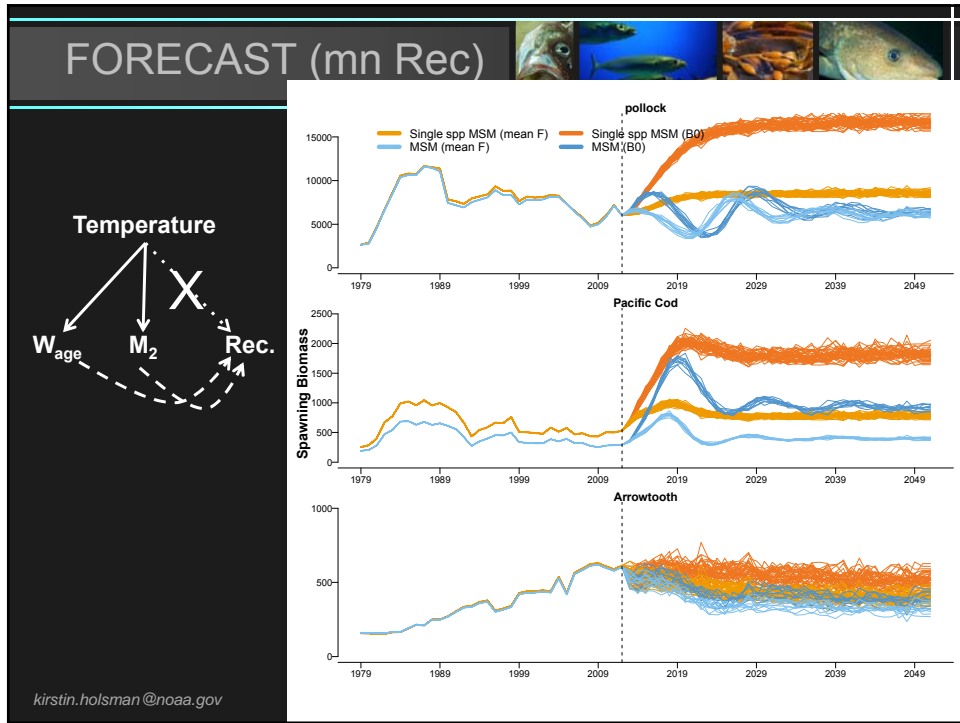 FORECAST (mn Rec)
Temperature
X
W_age M_2 Rec.
kirstin.holsman@noaa.gov
Spawning Biomass
pollock
Single spp MSM (mean F) Single spp MSM (B0)
MSM (mean F) MSM (B0)
15000
10000
5000
0
1979 1989 1999 2009 2019 2029 2039 2049
Pacific Cod
2500
2000
1500
1000
500
0
1979 1989 1999 2009 2019 2029 2039 2049
Arrowtooth
1000
500
0
1979 1989 1999 2009 2019 2029 2039 2049